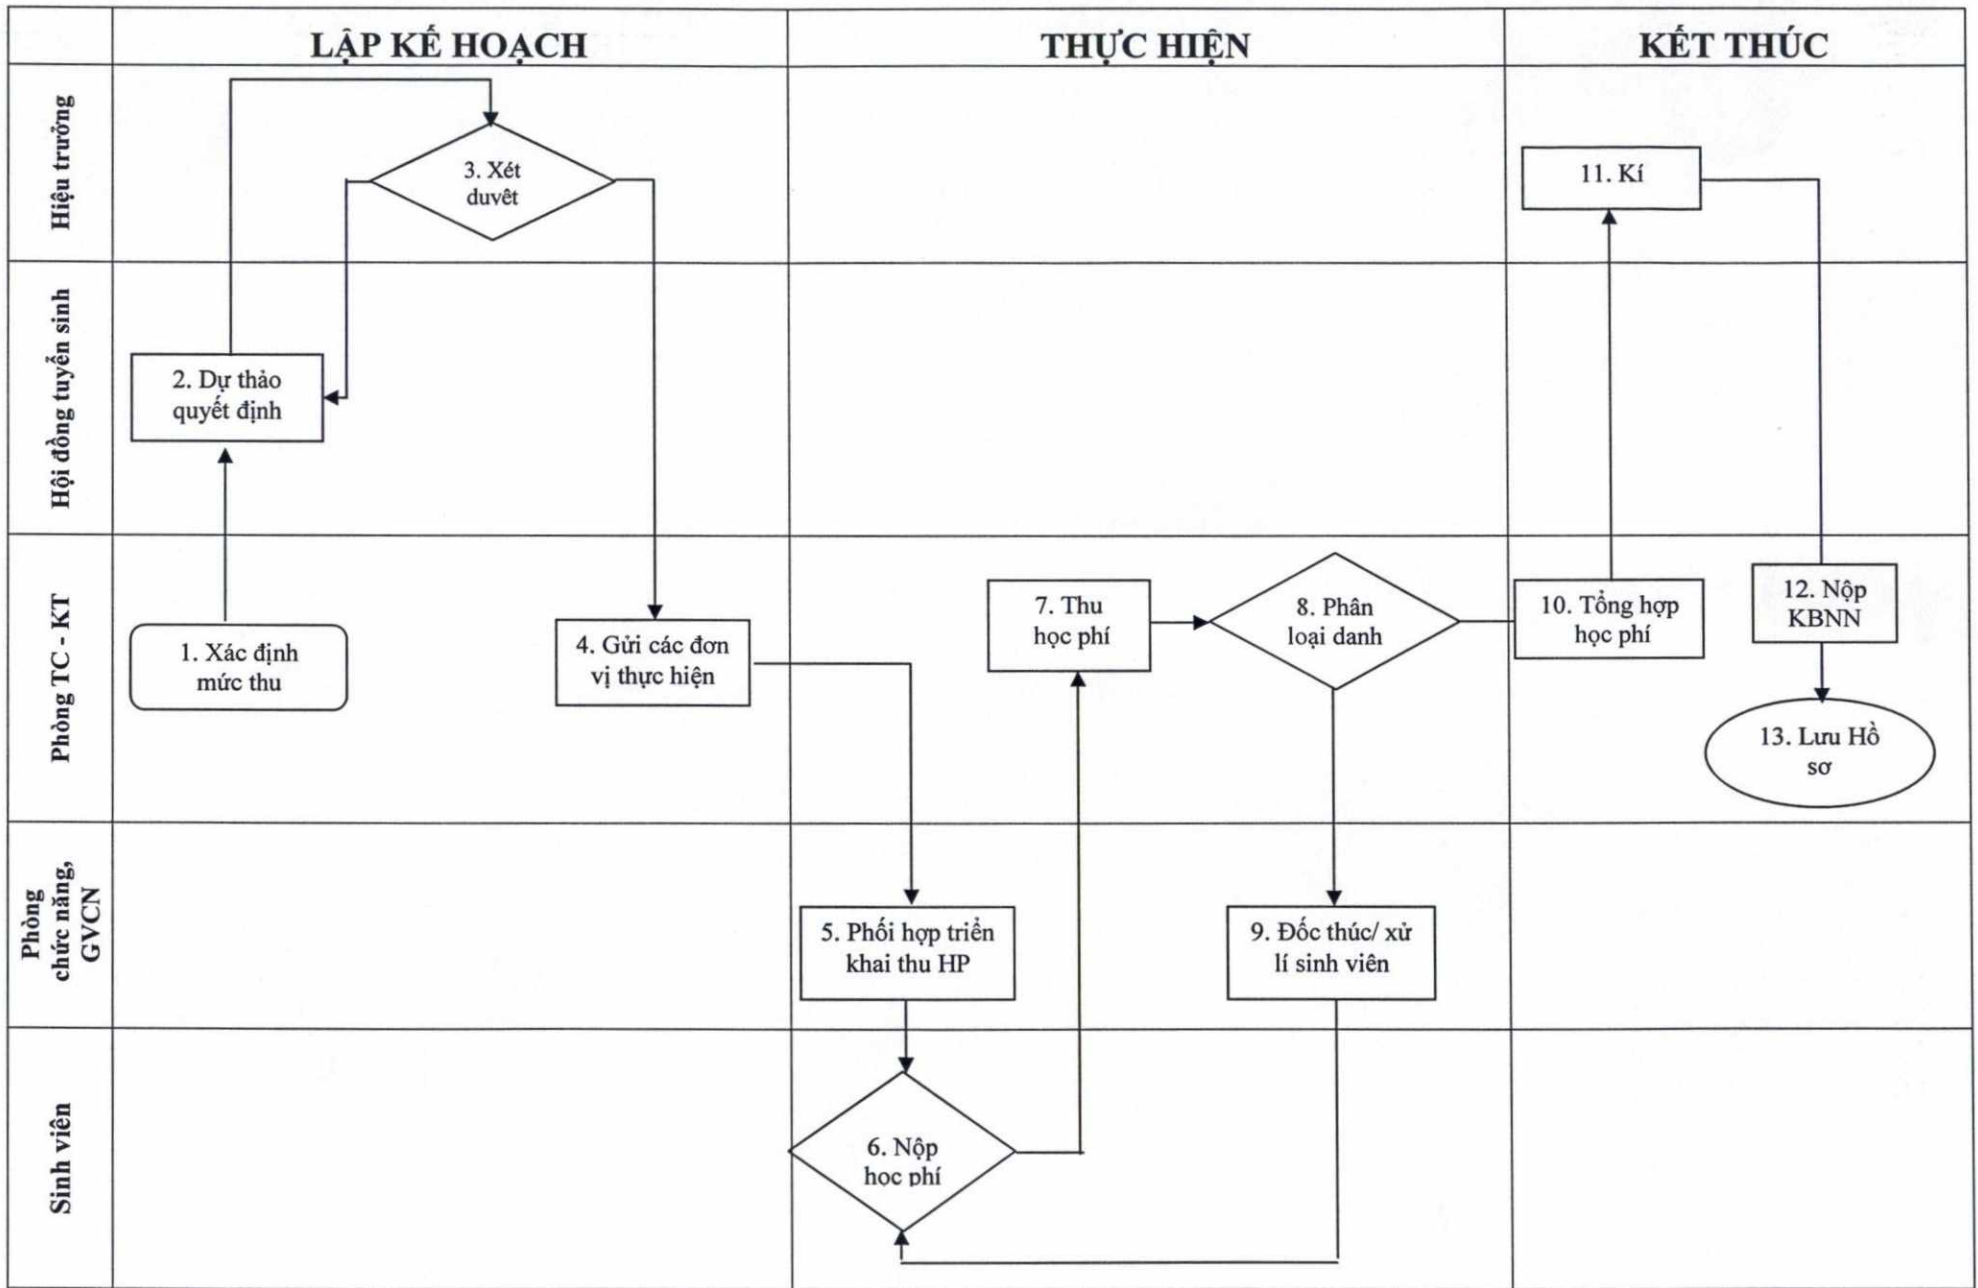 LẬP KẾ HOẠCH
THỰC HIỆN
KẾT THÚC
Hiệu trưởng
3. Xét
duyêt
11. Kí
Hội đồng tuyển sinh
2. Dự thảo
quyết định
Phòng TC - KT
1. Xác định
mức thu
4. Gửi các đơn
vị thực hiện
7. Thu
học phí
8. Phân
loại danh
10. Tổng hợp
học phí
12. Nộp
KBNN
13. Lưu Hồ
sơ
Phòng
chức năng,
GVCN
5. Phối hợp triển
khai thu HP
9. Đốc thúc/ xử
lí sinh viên
Sinh viên
6. Nộp
học phí